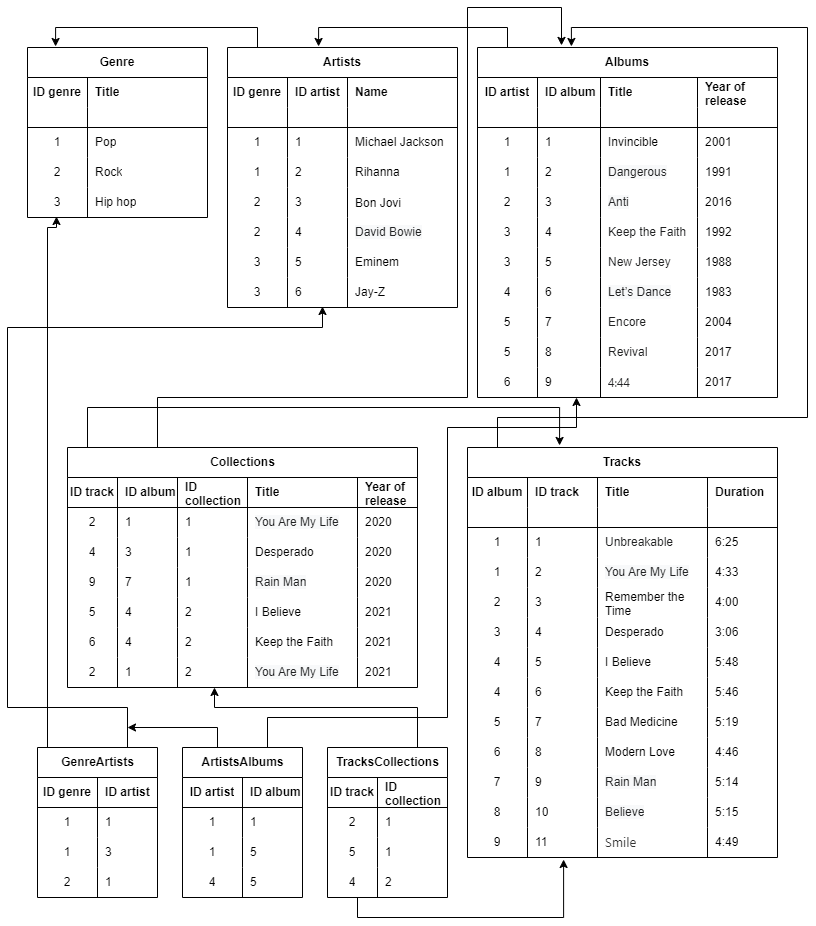 Genre
ID genre Title
1 Pop
2 Rock
3 Hip hop
Artists
ID genre ID artist Name
1 1 Michael Jackson
1 2 Rihanna
2 3 Bon Jovi
2 4 David Bowie
3 5 Eminem
3 6 Jay-Z
Albums
ID artist ID album Title Year of
release
1 1 Invincible 2001
1 2 Dangerous 1991
2 3 Anti 2016
3 4 Keep the Faith 1992
3 5 New Jersey 1988
4 6 Let's Dance 1983
5 7 Encore 2004
5 8 Revival 2017
6 9 4:44 2017
Collections
ID track ID album ID
collection Title Year of
release
2 1 1 You Are My Life 2020
4 3 1 Desperado 2020
9 7 1 Rain Man 2020
5 4 2 I Believe 2021
6 4 2 Keep the Faith 2021
2 1 2 You Are My Life 2021
Tracks
ID album ID track Title Duration
1 1 Unbreakable 6:25
1 2 You Are My Life 4:33
2 3 Remember the
Time 4:00
3 4 Desperado 3:06
4 5 I Believe 5:48
4 6 Keep the Faith 5:46
5 7 Bad Medicine 5:19
6 8 Modern Love 4:46
7 9 Rain Man 5:14
8 10 Believe 5:15
9 11 Smile 4:49
GenreArtists
ID genre ID artist
1 1
1 3
2 1
ArtistsAlbums
ID artist ID album
1 1
1 5
4 5
TracksCollections
ID track ID
collection
2 1
5 1
4 2